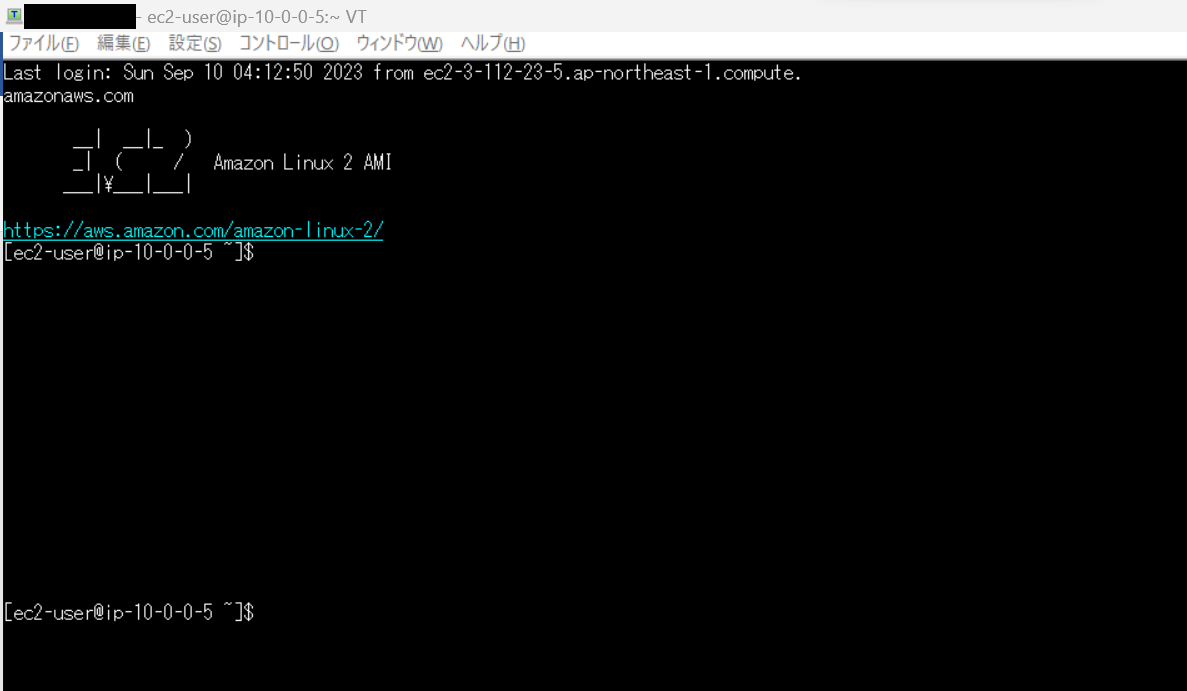 - ec2-user@ip-10-0-0-5:~ VT
ファイル(F) 編集(E) 設定(S) コントロール(O) ウィンドウ(W) ヘルプ(H)
Last login: Sun Sep 10 04:12:50 2023 from ec2-3-112-23-5.ap-northeast-1.compute.
amazonaws.com
       __|  __|_  )
       _|  (     /   Amazon Linux 2 AMI
      ___|¥___|___|
https://aws.amazon.com/amazon-linux-2/
[ec2-user@ip-10-0-0-5 ~]$
[ec2-user@ip-10-0-0-5 ~]$